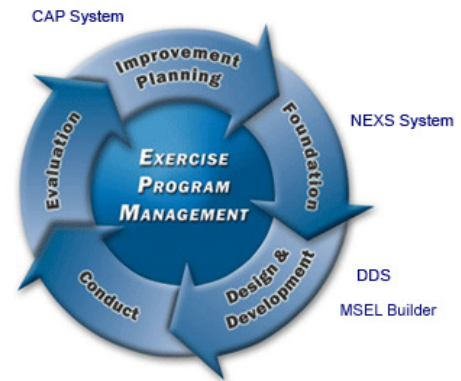 CAP System
Improvement
Planning
Foundation
NEXS System
Evaluation
EXERCISE
PROGRAM
MANAGEMENT
Design &
Development
DDS
MSEL Builder
Conduct